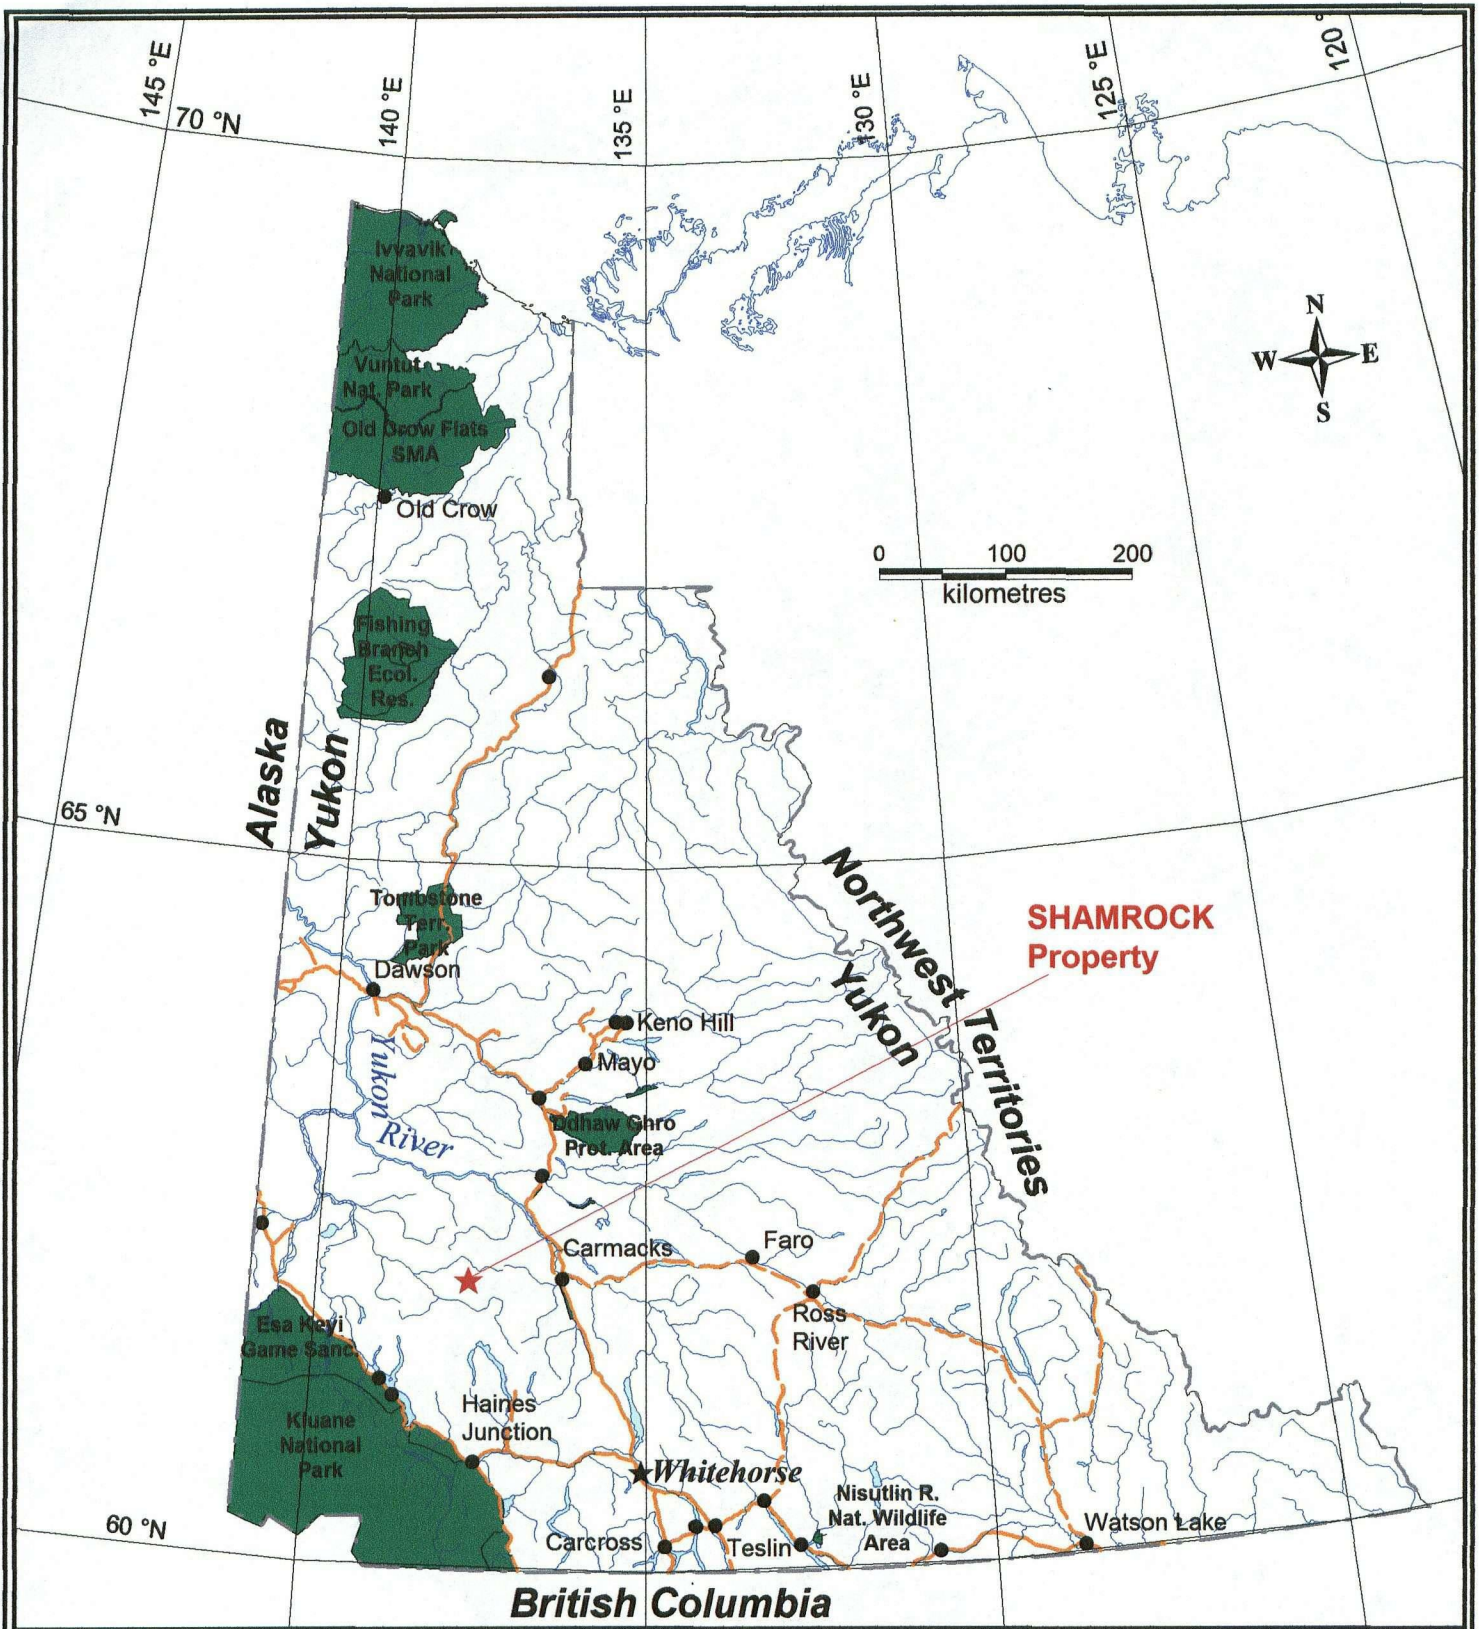 145 °E
140 °E
135 °E
130 °E
125 °E
120 °
70 °N
Ivvavik
National
Park
N
W E
S
Vuntut
Nat. Park
Old Crow Flats
SMA
Old Crow
0 100 200
kilometres
Fishing
Branch
Ecol.
Res.
Alaska
Yukon
65 °N
Northwest Territories
Yukon
SHAMROCK
Property
Tombstone
Terr.
Park
Dawson
Keno Hill
Mayo
Yukon
River
Ddhaw Ghro
Prot. Area
Carmacks
Faro
Ross
River
Esa Keyi
Game Sanc.
Kluane
National
Park
Haines
Junction
Whitehorse
Nisutlin R.
Nat. Wildlife
Area
60 °N
Carcross
Teslin
Watson Lake
British Columbia